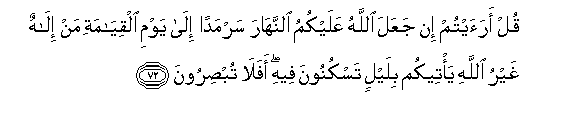 قُلْ أَرَءَيْتُمْ إِن جَعَلَ ٱللَّهُ عَلَيْكُمُ ٱلنَّهَارَ سَرْمَدًا إِلَىٰ يَوْمِ ٱلْقِيَـٰمَةِ مَنْ إِلَـٰهٌ
غَيْرُ ٱللَّهِ يَأْتِيكُم بِلَيْلٍ تَسْكُنُونَ فِيهِ ۖ أَفَلَا تُبْصِرُونَ ﴿٧٢﴾